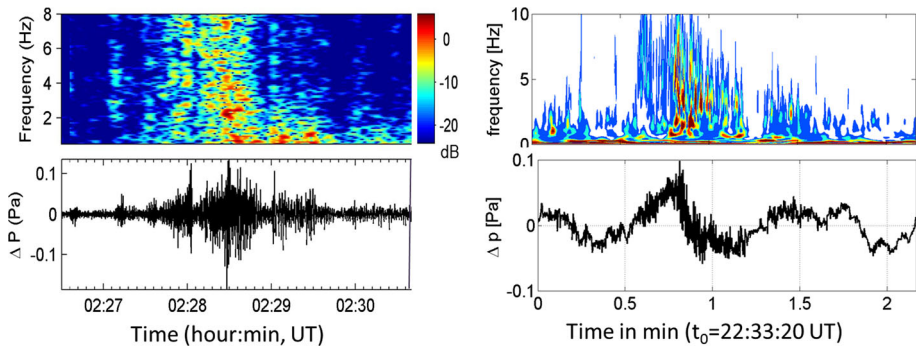 8
6
4
2
Frequency (Hz)
0
-10
-20
dB
0.1
0
-0.1
Δ P (Pa)
02:27 02:28 02:29 02:30
Time (hour:min, UT)
10
5
0
frequency [Hz]
0.1
0
-0.1
Δ p [Pa]
0 0.5 1 1.5 2
Time in min (t₀=22:33:20 UT)